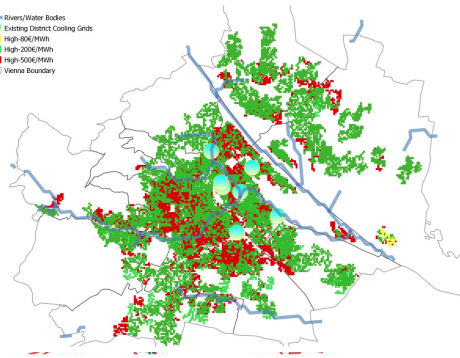 Rivers/Water Bodies
Existing District Cooling Grids
High-80€/MWh
High-200€/MWh
High-500€/MWh
Vienna Boundary